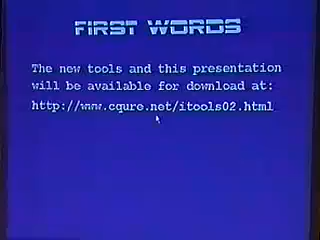 FIRST WORDS
The new tools and this presentation
will be available for download at:
http://www.cqure.net/itools02.html